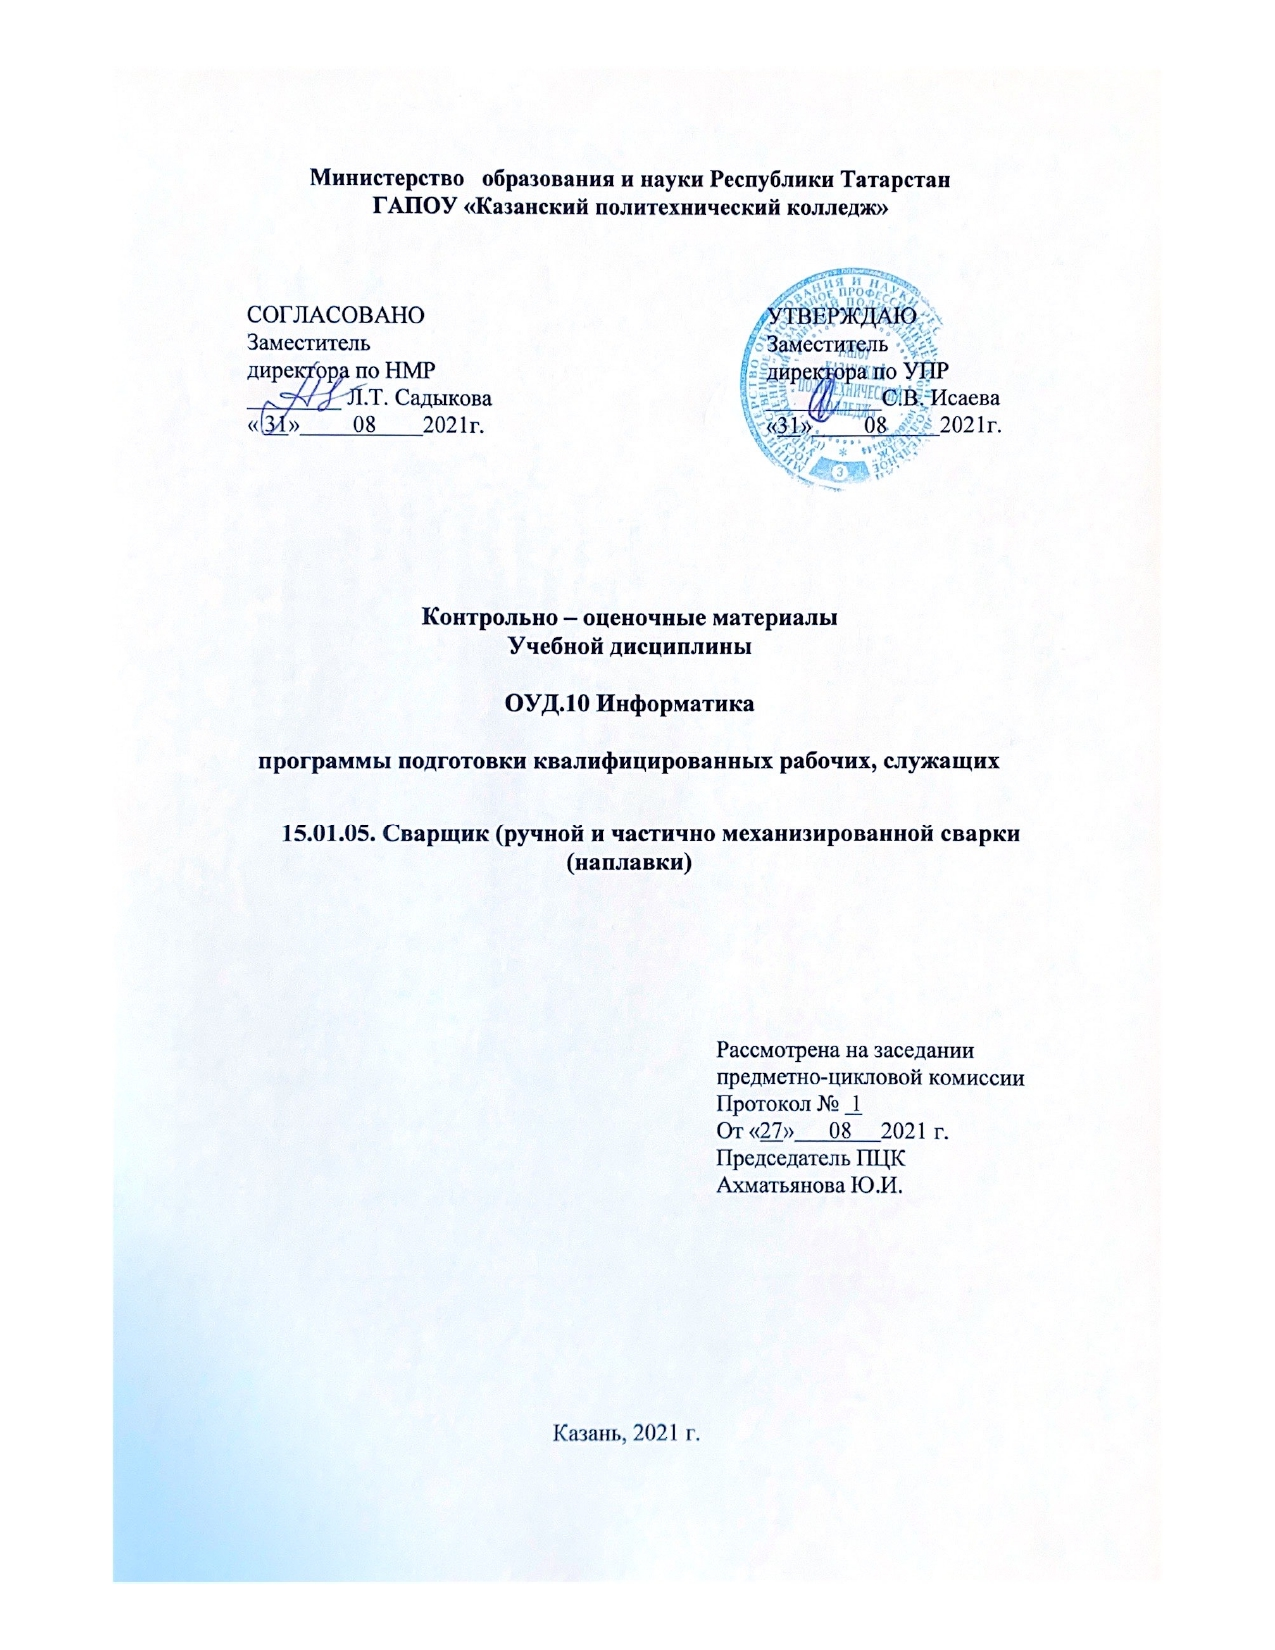 Министерство образования и науки Республики Татарстан
ГАПОУ «Казанский политехнический колледж»
СОГЛАСОВАНО
Заместитель
директора по НМР
Л.Т. Садыкова
«31» 08 2021г.
УТВЕРЖДАЮ
Заместитель
директора по УПР
С.В. Исаева
«31» 08 2021г.
Контрольно – оценочные материалы
Учебной дисциплины
ОУД.10 Информатика
программы подготовки квалифицированных рабочих, служащих
15.01.05. Сварщик (ручной и частично механизированной сварки
(наплавки)
Рассмотрена на заседании
предметно-цикловой комиссии
Протокол № 1
От «27» 08 2021 г.
Председатель ПЦК
Ахматьянова Ю.И.
Казань, 2021 г.